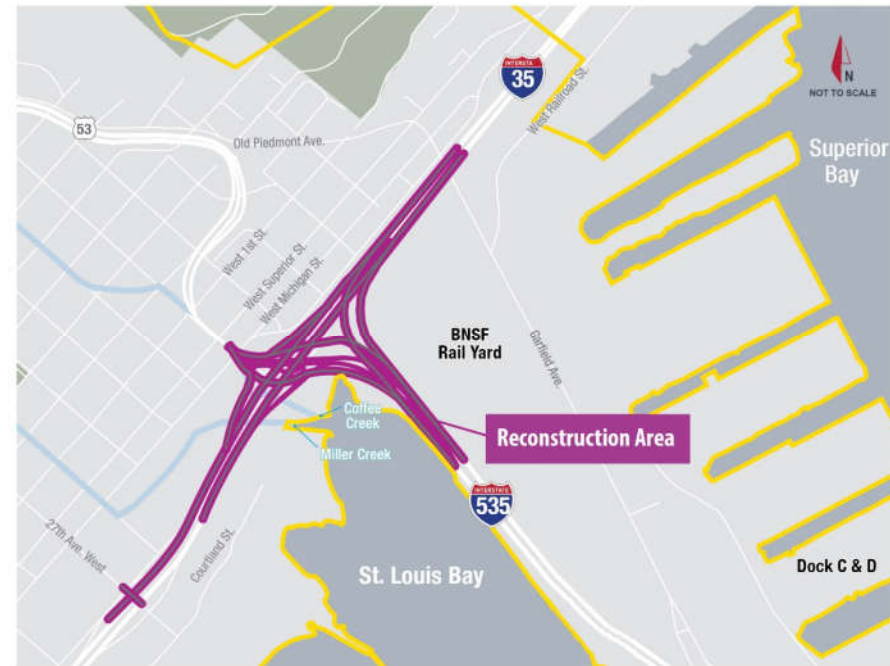 INTERSTA
35
N
NOT TO SCALE
West Railroad St.
53
Old Piedmont Ave.
Superior
Bay
West 1st St.
West Superior St.
West Michigan St.
BNSF
Rail Yard
Garfield Ave.
Coffee
Creek
Reconstruction Area
Miller Creek
INTERSTATE
535
27th Ave. West
Courtland St.
St. Louis Bay
Dock C & D